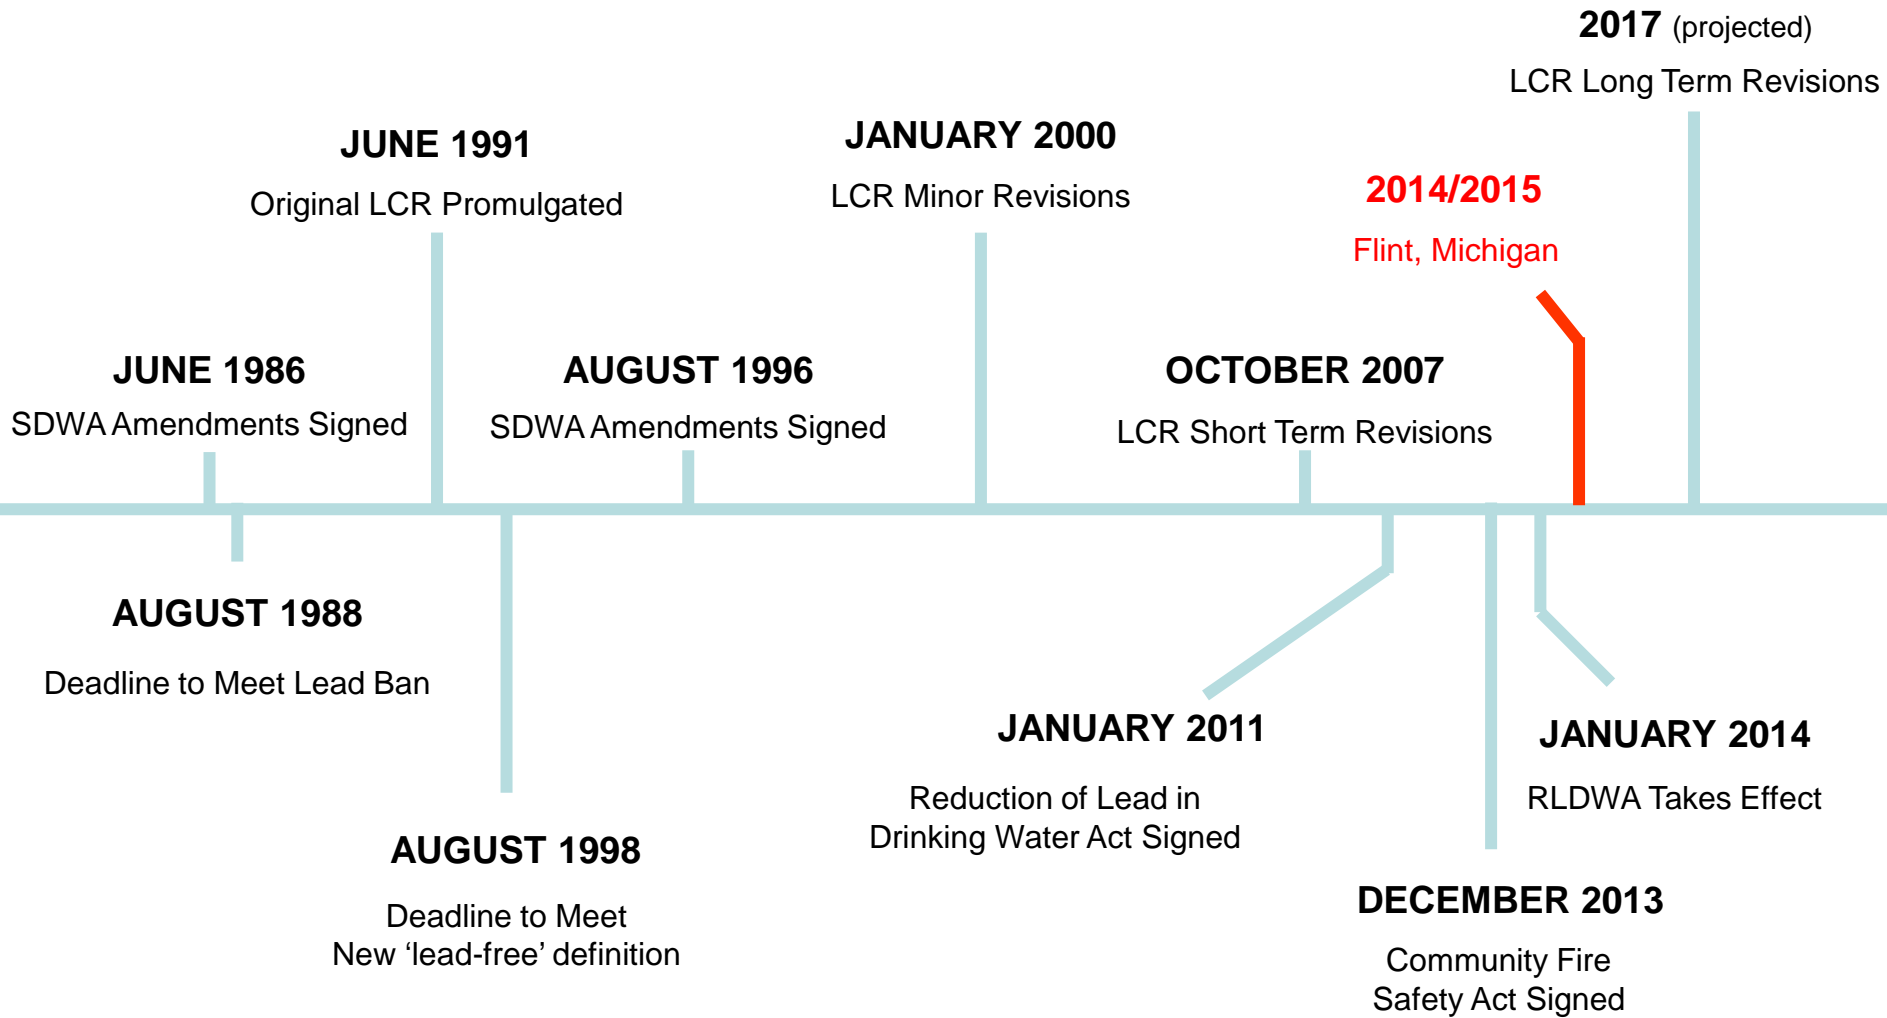 2017 (projected)
LCR Long Term Revisions
JUNE 1991
Original LCR Promulgated
JANUARY 2000
LCR Minor Revisions
2014/2015
Flint, Michigan
JUNE 1986
SDWA Amendments Signed
AUGUST 1996
SDWA Amendments Signed
OCTOBER 2007
LCR Short Term Revisions
AUGUST 1988
Deadline to Meet Lead Ban
AUGUST 1998
Deadline to Meet
New ‘lead-free’ definition
JANUARY 2011
Reduction of Lead in
Drinking Water Act Signed
DECEMBER 2013
Community Fire
Safety Act Signed
JANUARY 2014
RLDWA Takes Effect